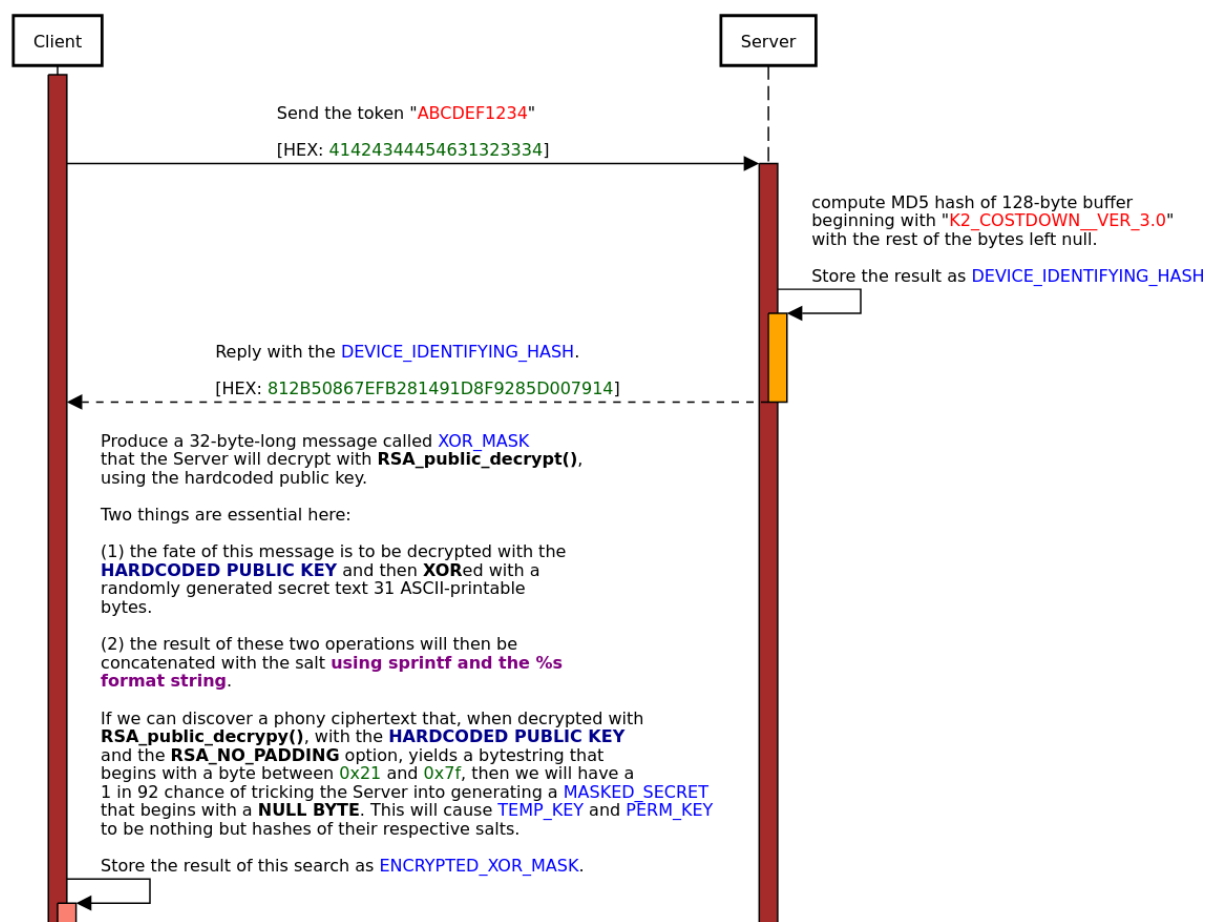 Client
Server
Send the token "ABCDEF1234"
[HEX: 41424344454631323334]
compute MD5 hash of 128-byte buffer
beginning with "K2_COSTDOWN__VER_3.0"
with the rest of the bytes left null.
Store the result as DEVICE_IDENTIFYING_HASH
Reply with the DEVICE_IDENTIFYING_HASH.
[HEX: 812B50867EFB281491D8F9285D007914]
Produce a 32-byte-long message called XOR_MASK
that the Server will decrypt with RSA_public_decrypt(),
using the hardcoded public key.
Two things are essential here:
(1) the fate of this message is to be decrypted with the
HARDCODED PUBLIC KEY and then XORed with a
randomly generated secret text 31 ASCII-printable
bytes.
(2) the result of these two operations will then be
concatenated with the salt using sprintf and the %s
format string.
If we can discover a phony ciphertext that, when decrypted with
RSA_public_decrypy(), with the HARDCODED PUBLIC KEY
and the RSA_NO_PADDING option, yields a bytestring that
begins with a byte between 0x21 and 0x7f, then we will have a
1 in 92 chance of tricking the Server into generating a MASKED_SECRET
that begins with a NULL BYTE. This will cause TEMP_KEY and PERM_KEY
to be nothing but hashes of their respective salts.
Store the result of this search as ENCRYPTED_XOR_MASK.